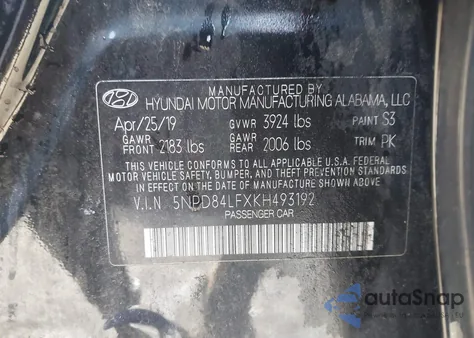 MANUFACTURED BY
HYUNDAI MOTOR MANUFACTURING ALABAMA, LLC
Apr/25/19 GVWR 3924 lbs PAINT S3
GAWR FRONT 2183 lbs GAWR REAR 2006 lbs TRIM PK
THIS VEHICLE CONFORMS TO ALL APPLICABLE U.S.A. FEDERAL
MOTOR VEHICLE SAFETY, BUMPER, AND THEFT PREVENTION STANDARDS
IN EFFECT ON THE DATE OF MANUFACTURE SHOWN ABOVE.
V.I.N 5NPD84LFXKH493192
PASSENGER CAR
autoSnap